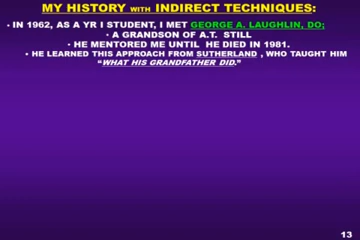 MY HISTORY WITH INDIRECT TECHNIQUES:
• IN 1962, AS A YR I STUDENT, I MET GEORGE A. LAUGHLIN, DO;
• A GRANDSON OF A.T. STILL
• HE MENTORED ME UNTIL HE DIED IN 1981.
• HE LEARNED THIS APPROACH FROM SUTHERLAND , WHO TAUGHT HIM
"WHAT HIS GRANDFATHER DID."
13